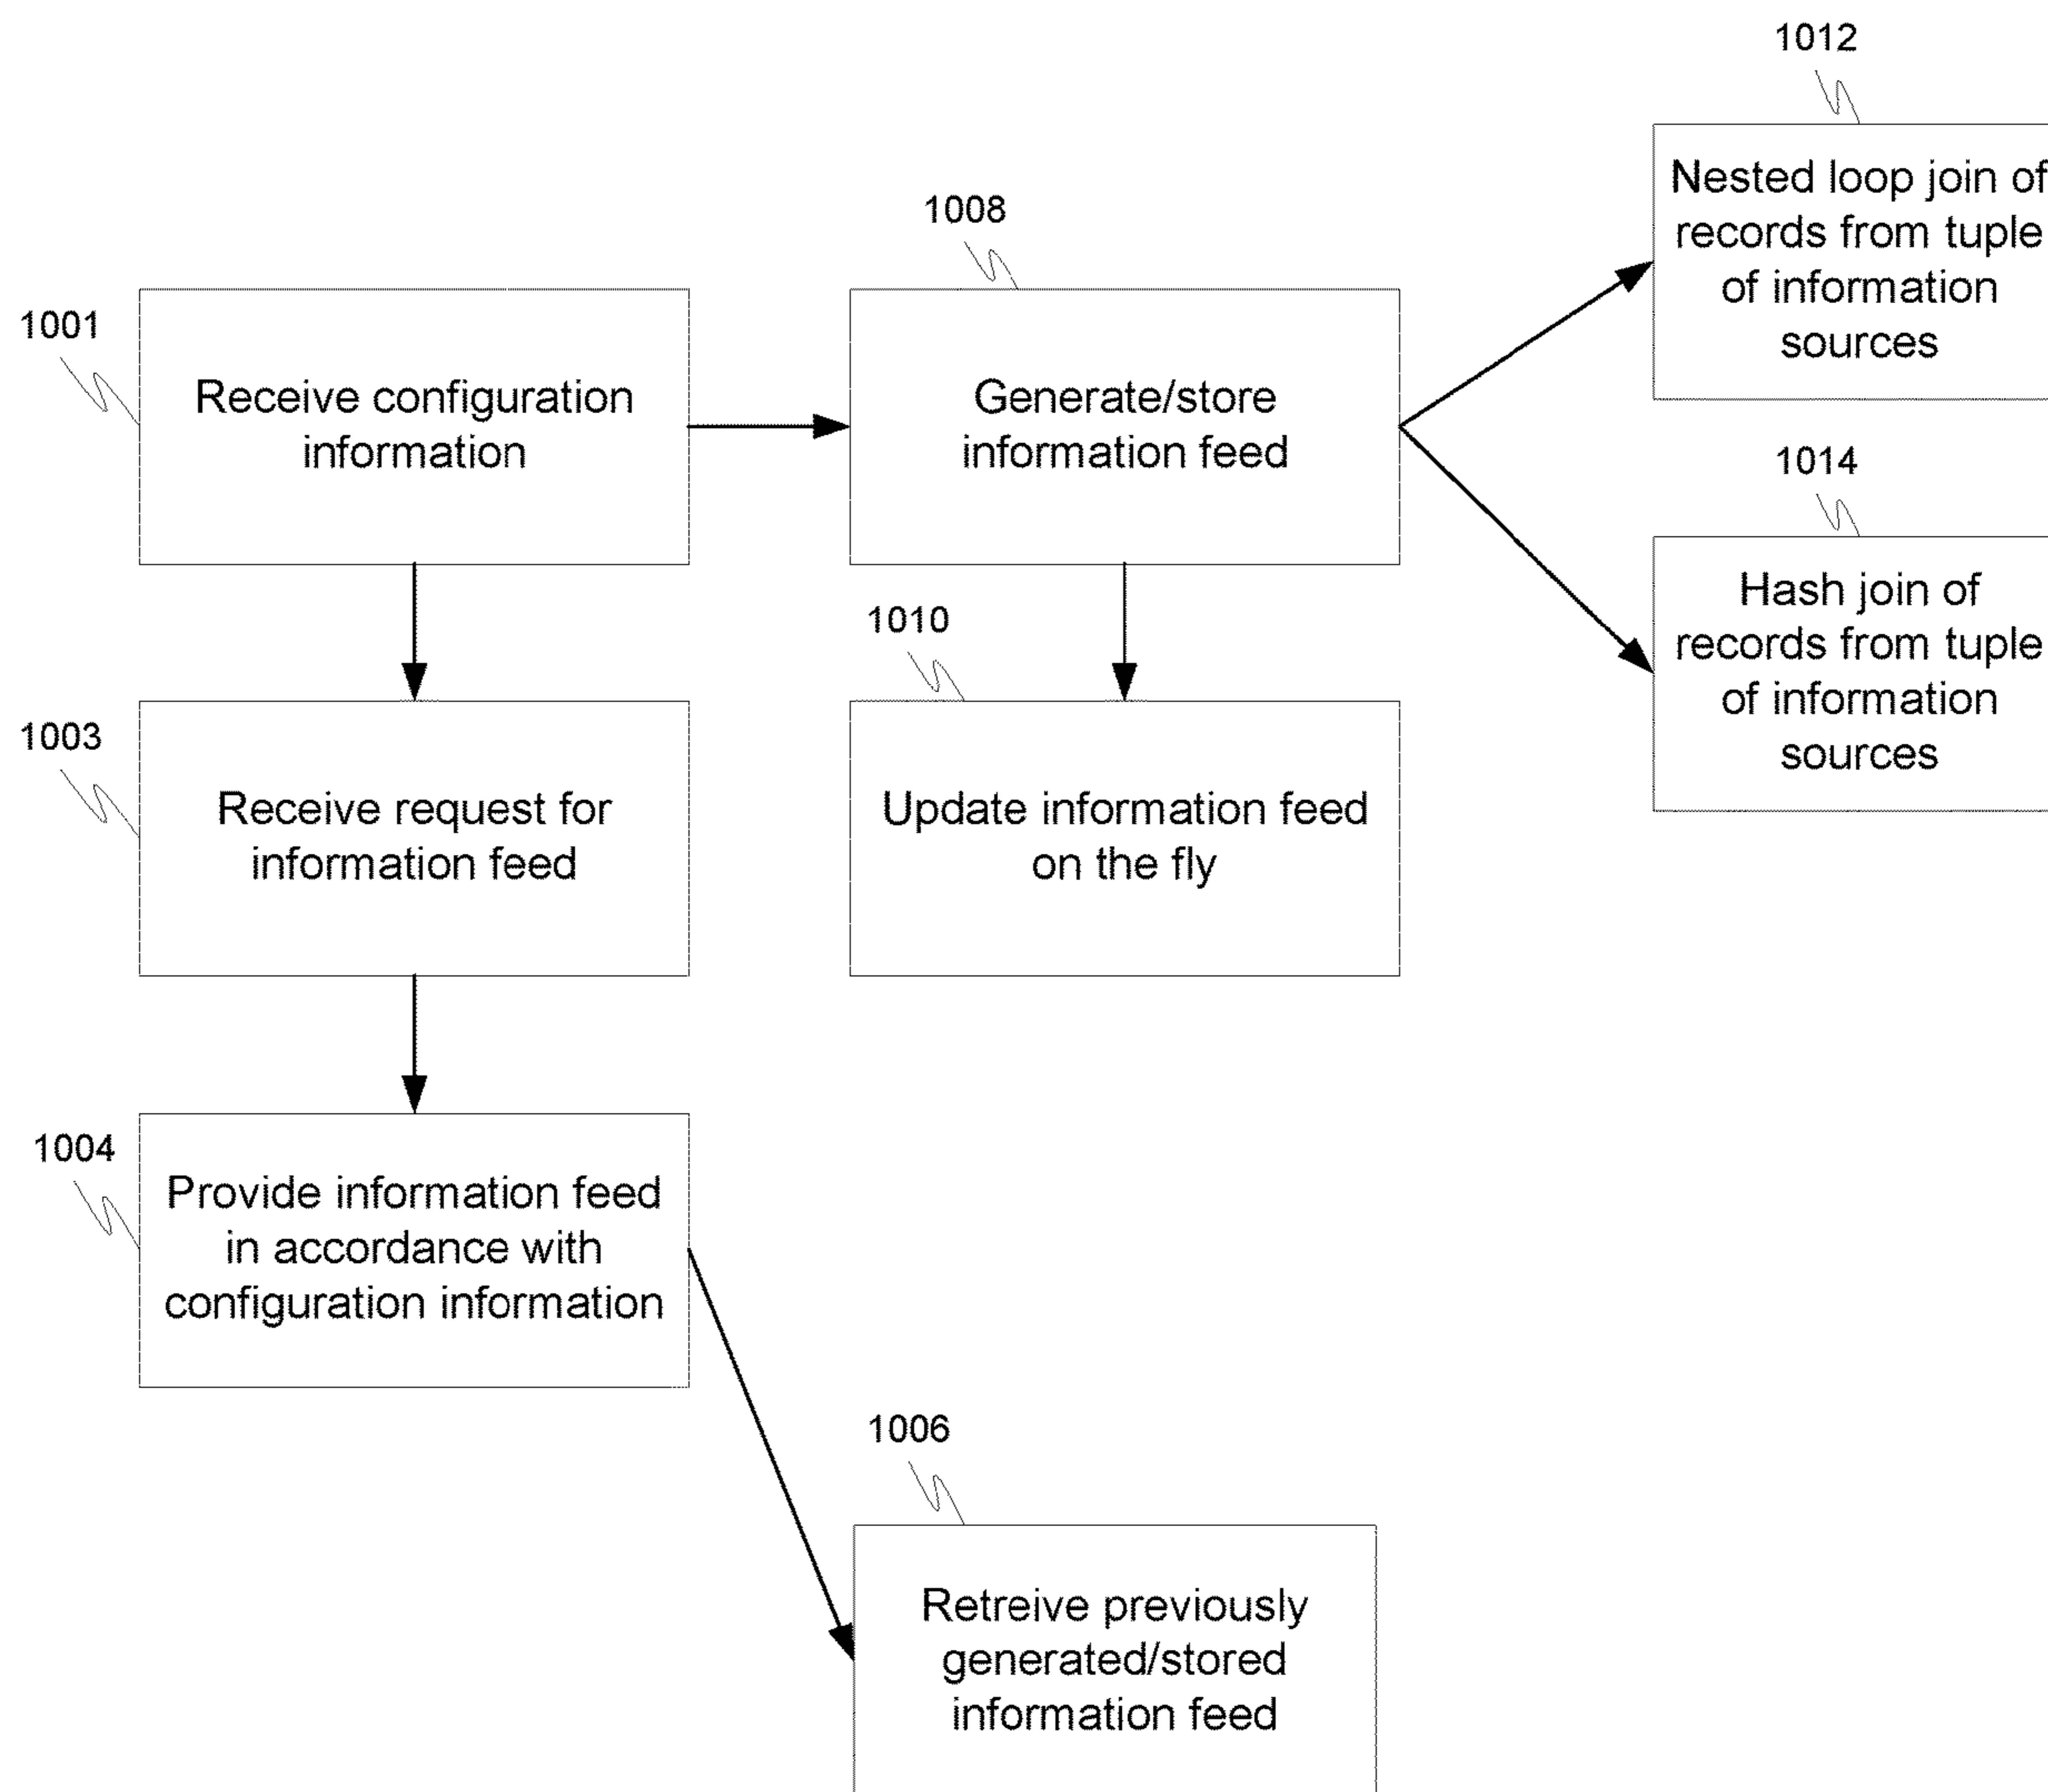 1012
Nested loop join of
records from tuple
of information
sources
1008
Generate/store
information feed
1001
Receive configuration
information
1014
Hash join of
records from tuple
of information
sources
1010
Update information feed
on the fly
1003
Receive request for
information feed
1004
Provide information feed
in accordance with
configuration information
1006
Retreive previously
generated/stored
information feed